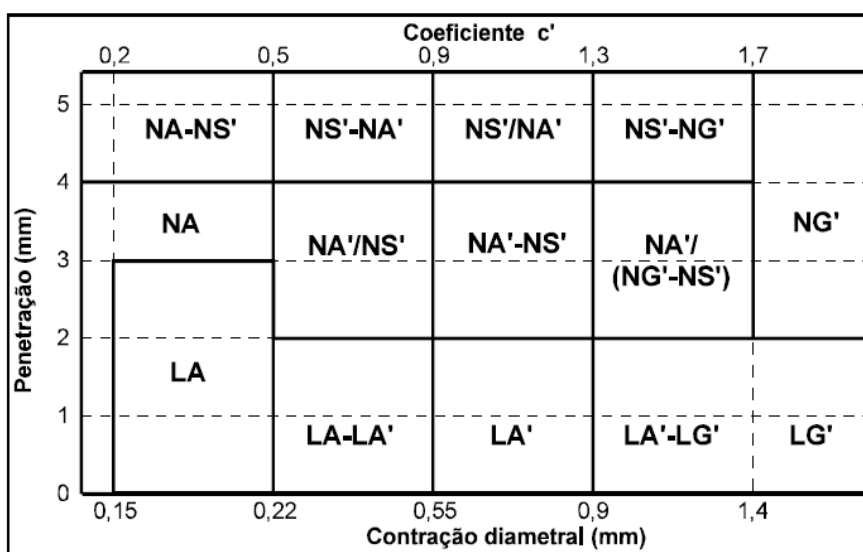 Coeficiente c'
0,2 0,5 0,9 1,3 1,7
5
NA-NS' NS'-NA' NS'/NA' NS'-NG'
4
NA NA'/NS' NA'-NS' NA'/ NG'
(NG'-NS')
3
2
LA
1
LA-LA' LA' LA'-LG' LG'
0
0,15 0,22 0,55 0,9 1,4
Contração diametral (mm)
Penetração (mm)